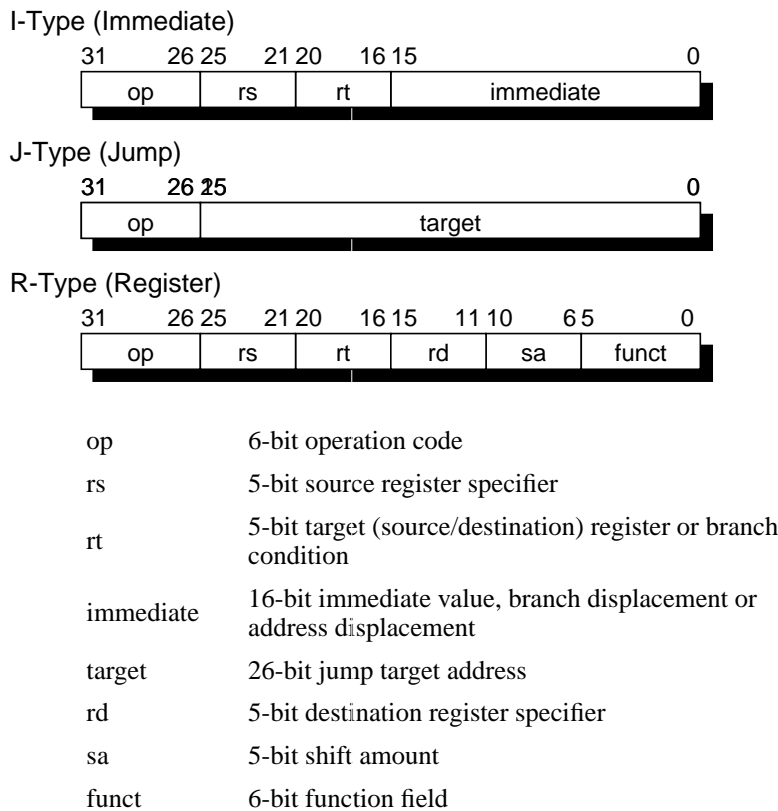 I-Type (Immediate)
31 26 25 21 20 16 15 0
op rs rt immediate
J-Type (Jump)
31 26 25 0
op target
R-Type (Register)
31 26 25 21 20 16 15 11 10 6 5 0
op rs rt rd sa funct
op 6-bit operation code
rs 5-bit source register specifier
rt 5-bit target (source/destination) register or branch
condition
immediate 16-bit immediate value, branch displacement or
address displacement
target 26-bit jump target address
rd 5-bit destination register specifier
sa 5-bit shift amount
funct 6-bit function field